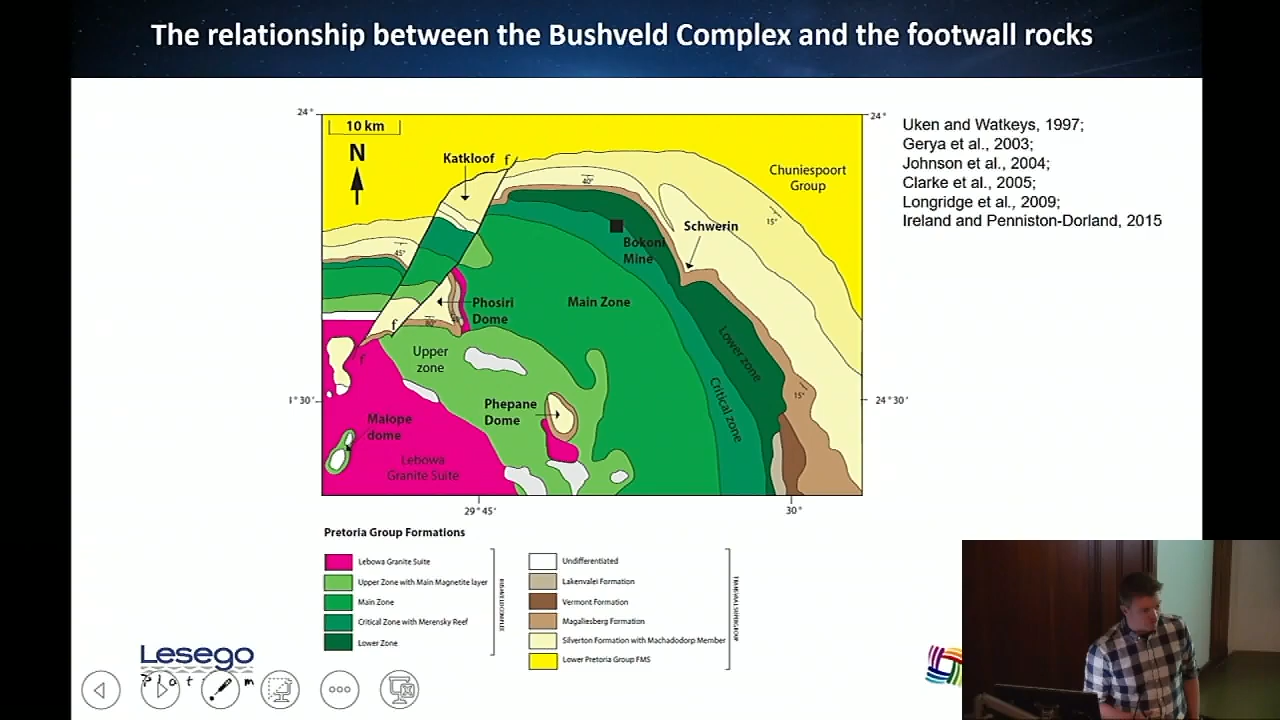 The relationship between the Bushveld Complex and the footwall rocks
24°
24°
10 km
N
Katkloof
f
40°
Chuniespoort
Group
15°
Schwerin
45°
Bokoni
Mine
Main Zone
Phosiri
Dome
f
80°
f
Upper
zone
Lower zone
Critical zone
15°
1°30'
24°30'
Phepane
Dome
Malope
dome
Lebowa
Granite Suite
29°45'
30°
Uken and Watkeys, 1997;
Gerya et al., 2003;
Johnson et al., 2004;
Clarke et al., 2005;
Longridge et al., 2009;
Ireland and Penniston-Dorland, 2015
Pretoria Group Formations
Lebowa Granite Suite
Upper Zone with Main Magnetite layer
Main Zone
Critical Zone with Merensky Reef
Lower Zone
BUSHVELD COMPLEX
Undifferentiated
Lakenvalei Formation
Vermont Formation
Magaliesberg Formation
Silverton Formation with Machadodorp Member
Lower Pretoria Group FMS
TRANSVAAL SUPERGROUP
Lesego